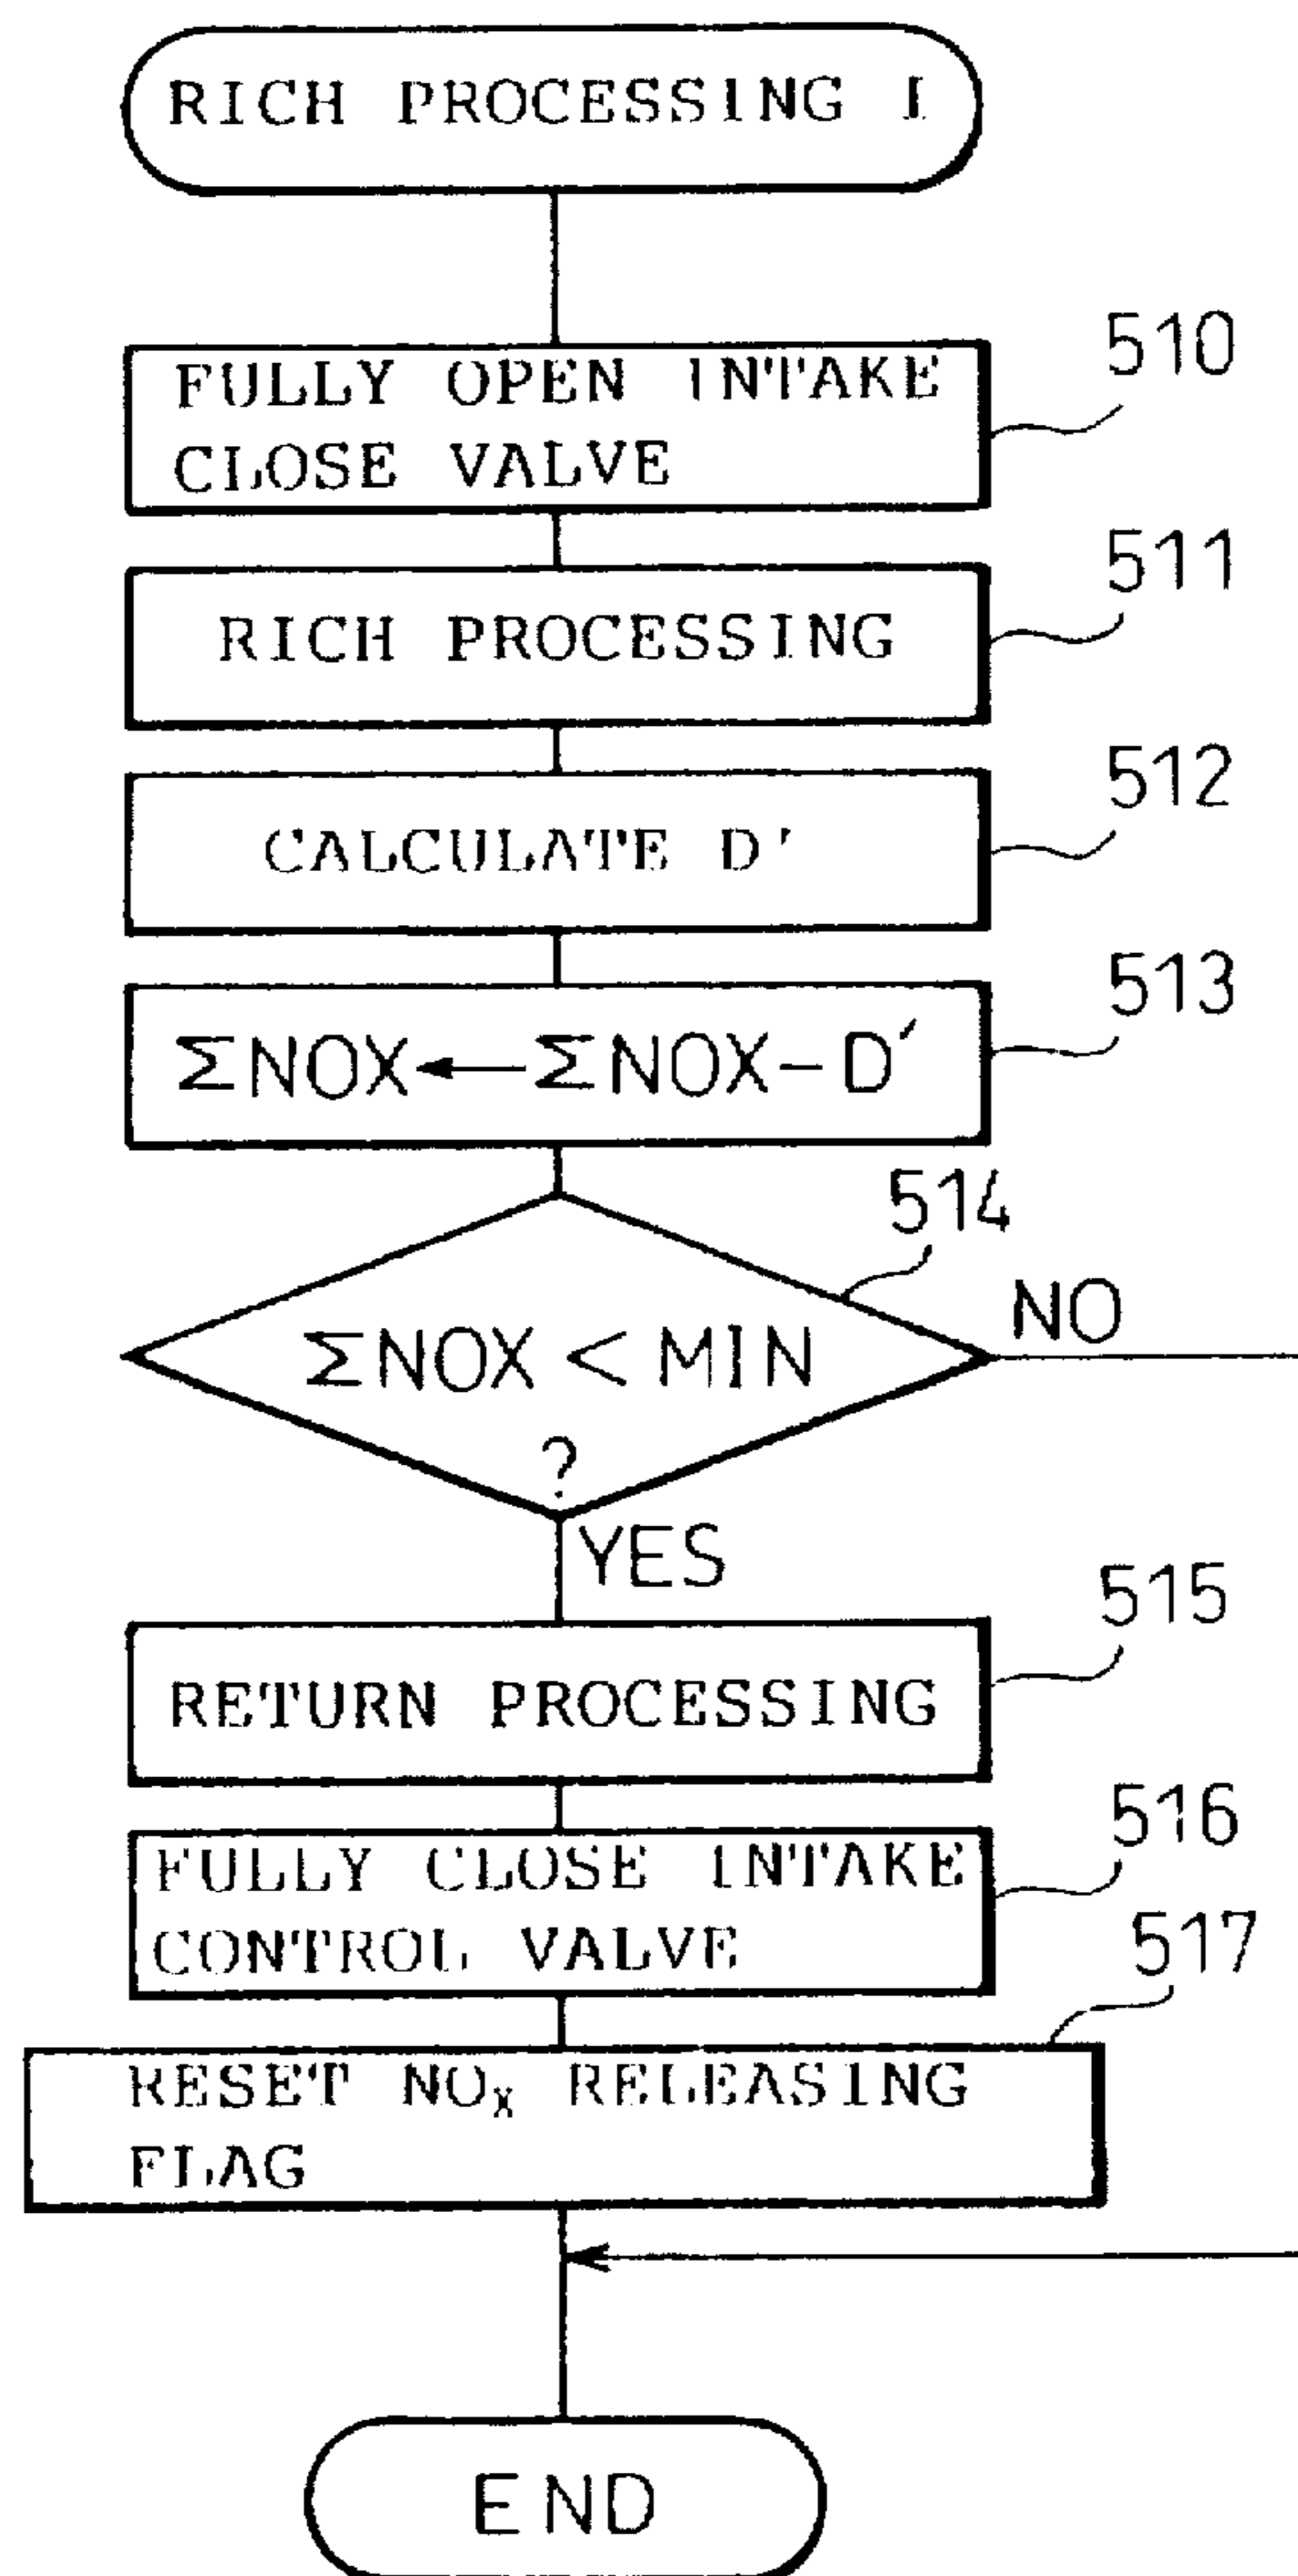 RICH PROCESSING I
510
FULLY OPEN INTAKE
CLOSE VALVE
511
RICH PROCESSING
512
CALCULATE D'
513
ΣNOX←ΣNOX-D′
514
ΣNOX < MIN
?
NO
YES
515
RETURN PROCESSING
516
FULLY CLOSE INTAKE
CONTROL VALVE
517
RESET NOₓ RELEASING
FLAG
END